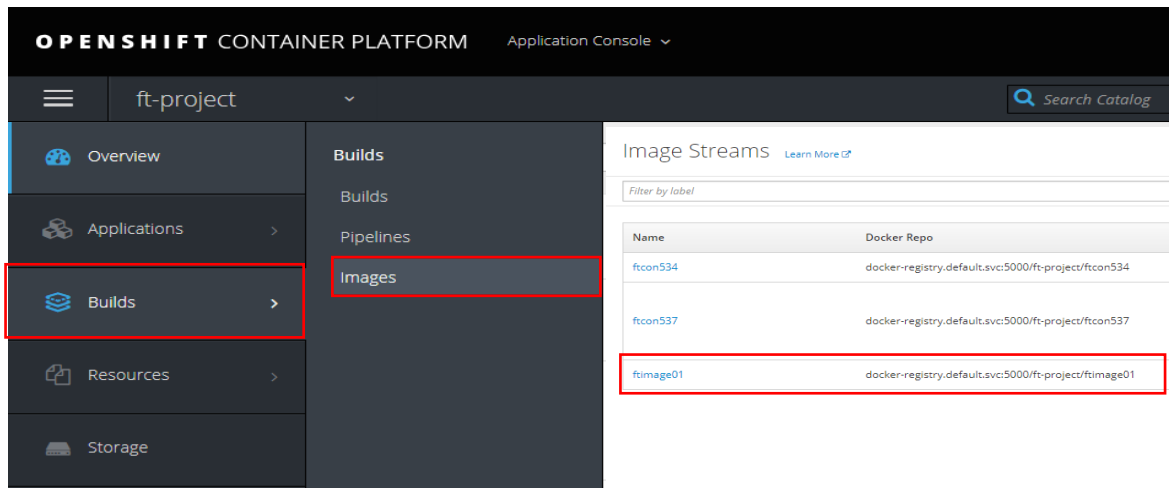 OPENSHIFT CONTAINER PLATFORM Application Console
ft-project
Search Catalog
Overview
Applications
Builds
Resources
Storage
Builds
Builds
Pipelines
Images
Image Streams Learn More
Filter by label
Name Docker Repo
ftcon534 docker-registry.default.svc:5000/ft-project/ftcon534
ftcon537 docker-registry.default.svc:5000/ft-project/ftcon537
ftimage01 docker-registry.default.svc:5000/ft-project/ftimage01